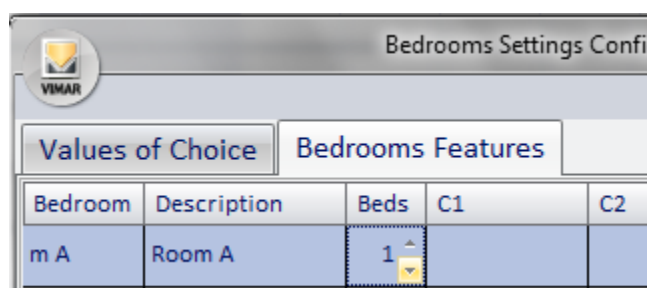 Bedrooms Settings Confi
VIMAR
Values of Choice Bedrooms Features
Bedroom Description Beds C1 C2
m A Room A 1